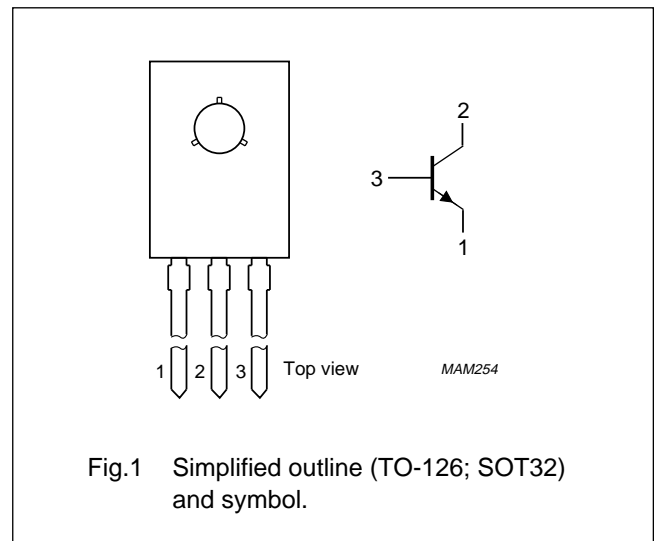 2
3
1
1 2 3 Top view MAM254
Fig.1 Simplified outline (TO-126; SOT32)
and symbol.